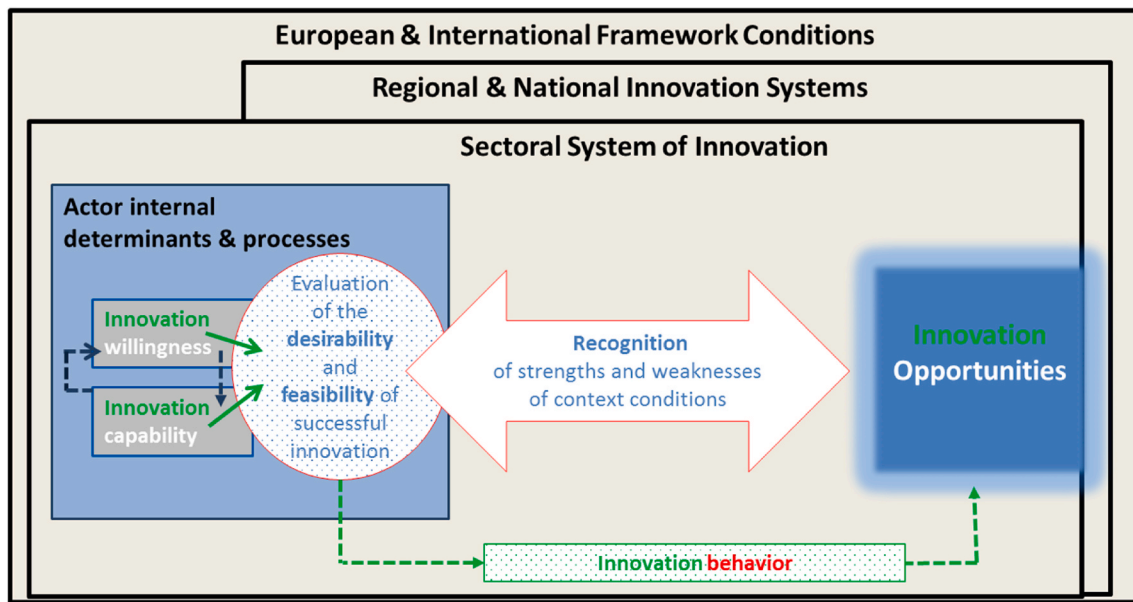 European & International Framework Conditions
Regional & National Innovation Systems
Sectoral System of Innovation
Actor internal
determinants & processes
Innovation
willingness
Innovation
capability
Evaluation
of the
desirability
and
feasibility of
successful
innovation
Recognition
of strengths and weaknesses
of context conditions
Innovation
Opportunities
Innovation behavior